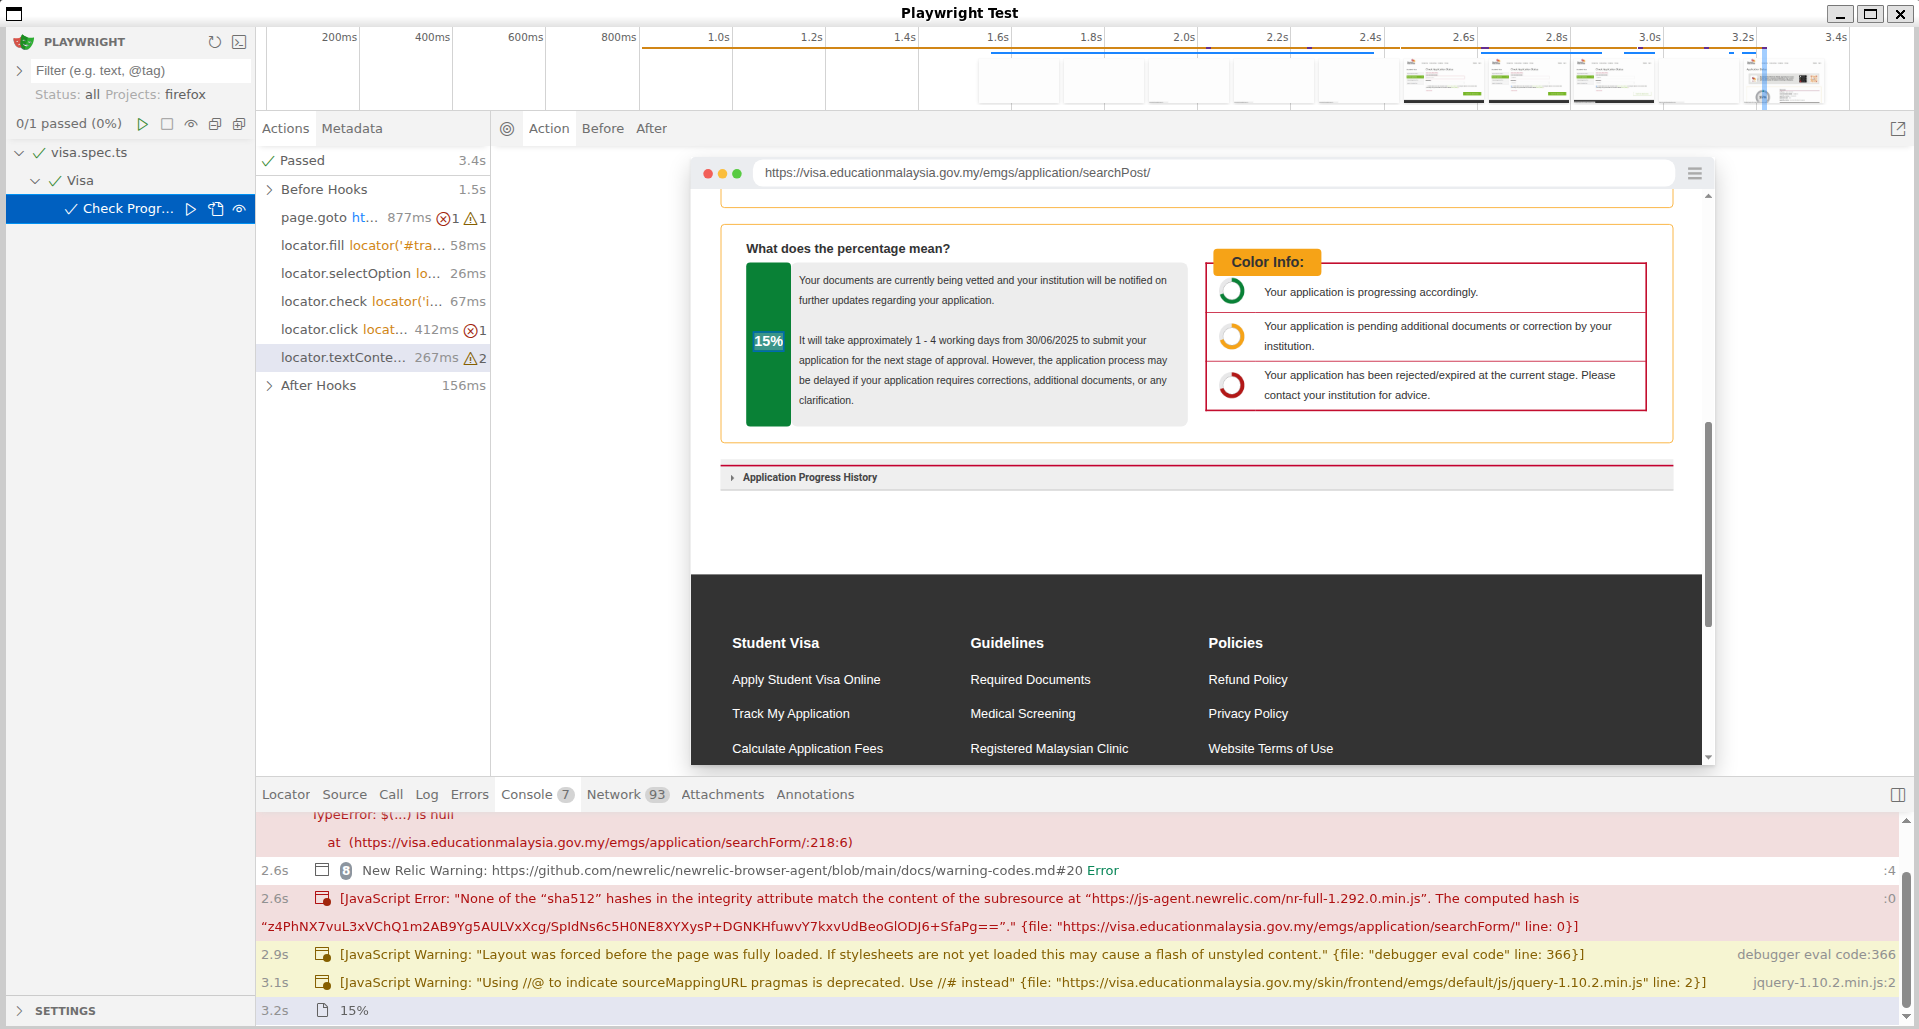 Playwright Test
PLAYWRIGHT
Filter (e.g. text, @tag)
Status: all Projects: firefox
0/1 passed (0%)
visa.spec.ts
Visa
Check Progr...
SETTINGS
200ms 400ms 600ms 800ms 1.0s 1.2s 1.4s 1.6s 1.8s 2.0s 2.2s 2.4s 2.6s 2.8s 3.0s 3.2s 3.4s
Actions Metadata
Passed 3.4s
Before Hooks 1.5s
page.goto ht... 877ms 1 1
locator.fill locator('#tra... 58ms
locator.selectOption lo... 26ms
locator.check locator('i... 67ms
locator.click locat... 412ms 1
locator.textConte... 267ms 2
After Hooks 156ms
Action Before After
https://visa.educationmalaysia.gov.my/emgs/application/searchPost/
What does the percentage mean?
15%
Your documents are currently being vetted and your institution will be notified on
further updates regarding your application.
It will take approximately 1 - 4 working days from 30/06/2025 to submit your
application for the next stage of approval. However, the application process may
be delayed if your application requires corrections, additional documents, or any
clarification.
Color Info:
Your application is progressing accordingly.
Your application is pending additional documents or correction by your
institution.
Your application has been rejected/expired at the current stage. Please
contact your institution for advice.
Application Progress History
Student Visa Guidelines Policies
Apply Student Visa Online Required Documents Refund Policy
Track My Application Medical Screening Privacy Policy
Calculate Application Fees Registered Malaysian Clinic Website Terms of Use
Locator Source Call Log Errors Console 7 Network 93 Attachments Annotations
TypeError: $(...) is null
at (https://visa.educationmalaysia.gov.my/emgs/application/searchForm/:218:6)
2.6s 8 New Relic Warning: https://github.com/newrelic/newrelic-browser-agent/blob/main/docs/warning-codes.md#20 Error :4
2.6s [JavaScript Error: "None of the “sha512” hashes in the integrity attribute match the content of the subresource at “https://js-agent.newrelic.com/nr-full-1.292.0.min.js”. The computed hash is :0
“z4PhNX7vuL3xVChQ1m2AB9Yg5AULVxXcg/SpIdNs6c5H0NE8XYXysP+DGNKHfuwvY7kxvUdBeoGlODJ6+SfaPg==”." {file: "https://visa.educationmalaysia.gov.my/emgs/application/searchForm/" line: 0}]
2.9s [JavaScript Warning: "Layout was forced before the page was fully loaded. If stylesheets are not yet loaded this may cause a flash of unstyled content." {file: "debugger eval code" line: 366}] debugger eval code:366
3.1s [JavaScript Warning: "Using //@ to indicate sourceMappingURL pragmas is deprecated. Use //# instead" {file: "https://visa.educationmalaysia.gov.my/skin/frontend/emgs/default/js/jquery-1.10.2.min.js" line: 2}] jquery-1.10.2.min.js:2
3.2s 15%